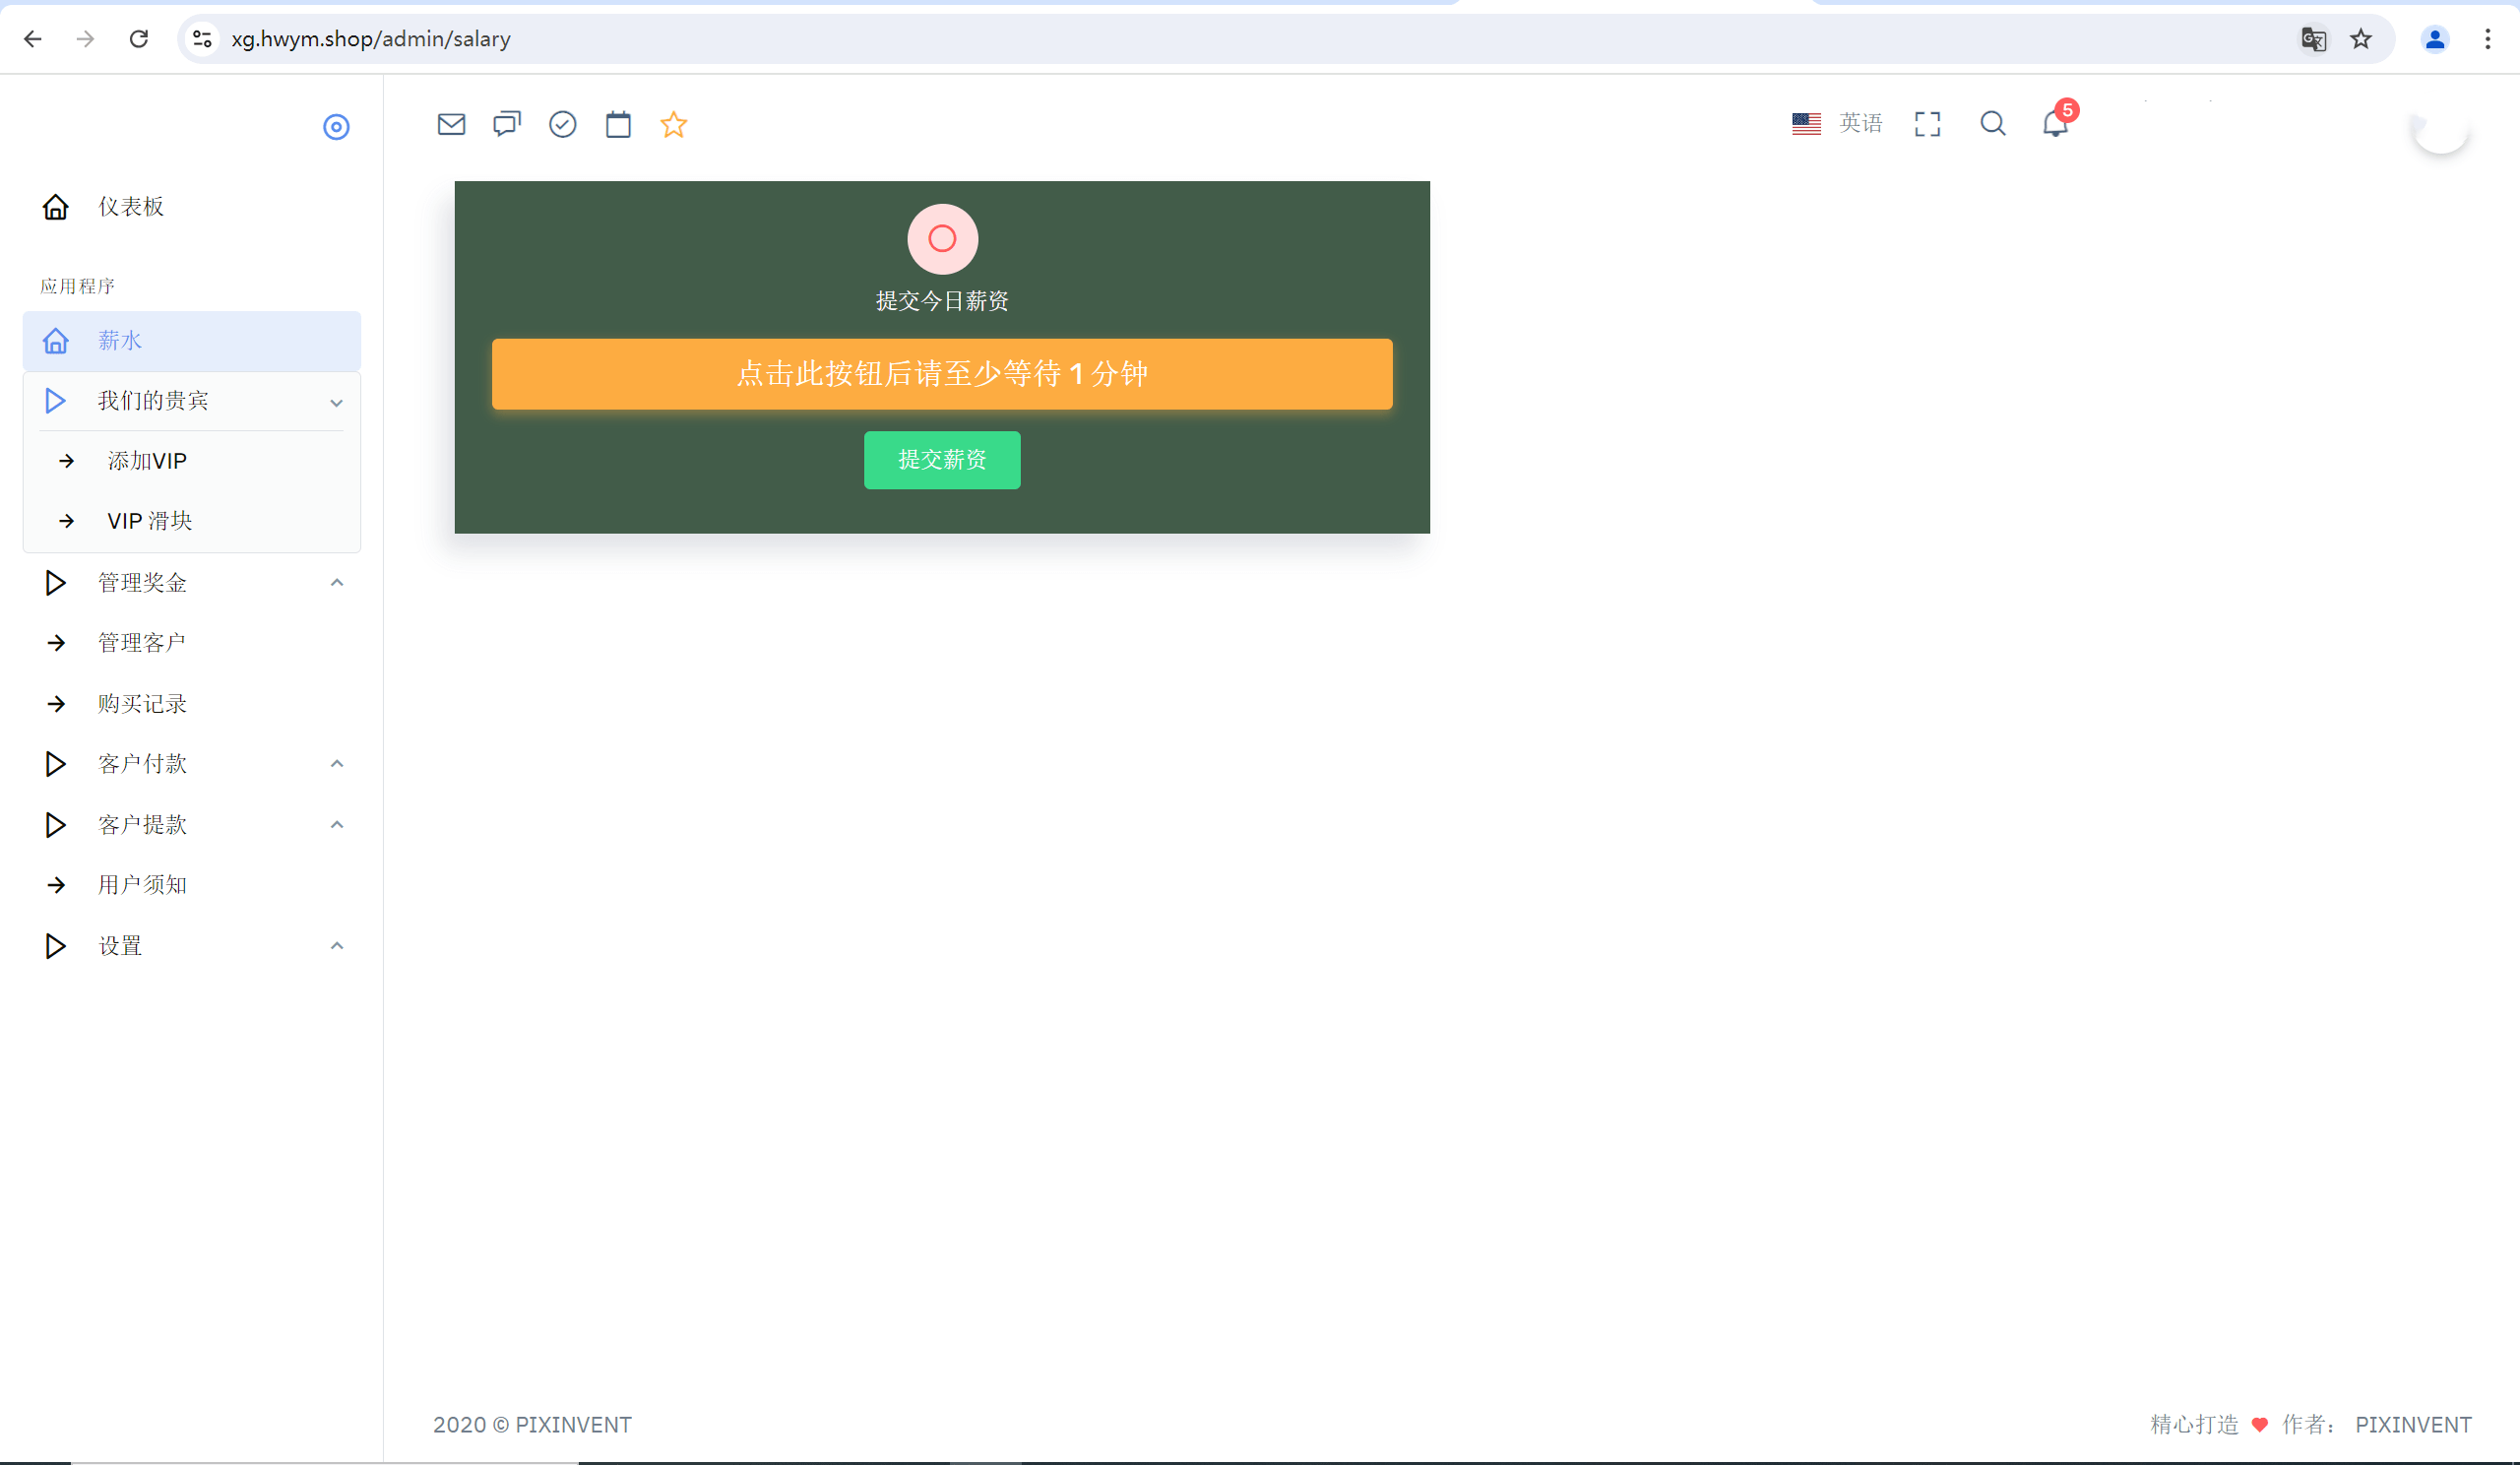 xg.hwym.shop/admin/salary
英语
5
仪表板
应用程序
薪水
我们的贵宾
添加VIP
VIP 滑块
管理奖金
管理客户
购买记录
客户付款
客户提款
用户须知
设置
提交今日薪资
点击此按钮后请至少等待 1 分钟
提交薪资
2020 © PIXINVENT
精心打造 ❤ 作者： PIXINVENT